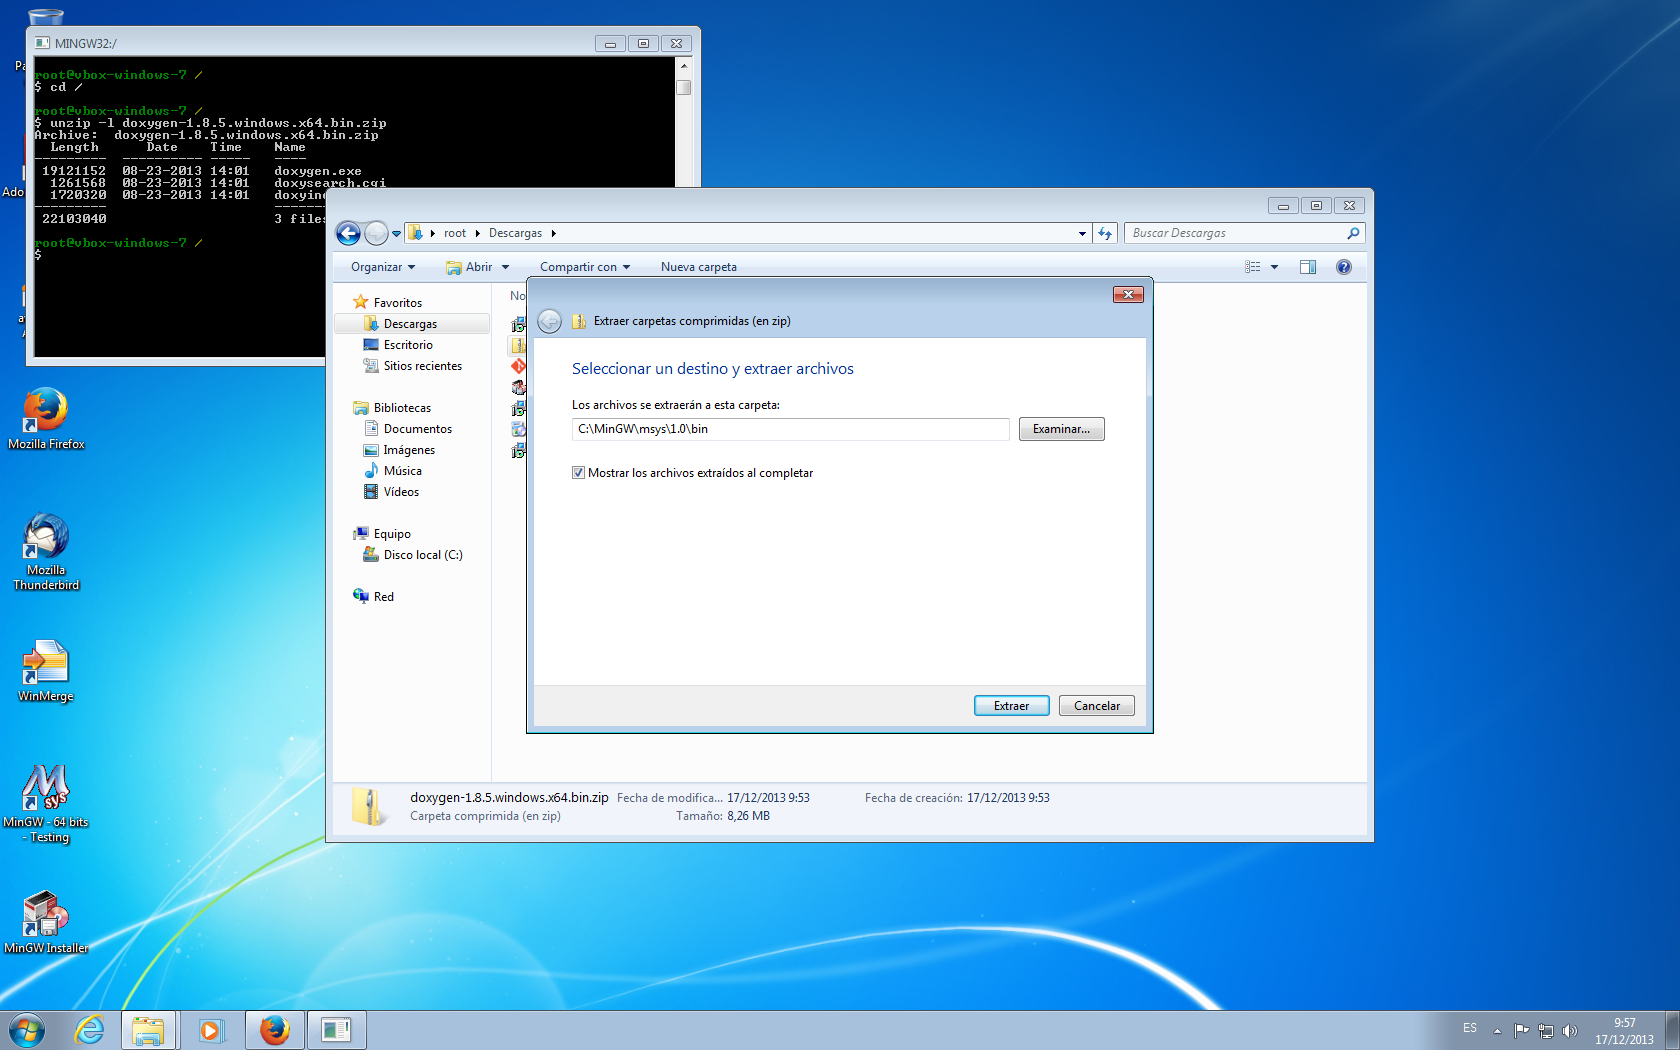 MINGW32:/
root@vbox-windows-7 /
$ cd /
root@vbox-windows-7 /
$ unzip -l doxygen-1.8.5.windows.x64.bin.zip
Archive:  doxygen-1.8.5.windows.x64.bin.zip
Length Date Time Name
--------- ---------- ----- ----
19121152 08-23-2013 14:01 doxygen.exe
1261568 08-23-2013 14:01 doxysearch.cgi
1720320 08-23-2013 14:01 doxyin
--------- -------
22103040 3 files
root@vbox-windows-7 /
$
root
Descargas
Buscar Descargas
Organizar
Abrir
Compartir con
Nueva carpeta
Favoritos
Descargas
Escritorio
Sitios recientes
Bibliotecas
Documentos
Imágenes
Música
Vídeos
Equipo
Disco local (C:)
Red
No
Extraer carpetas comprimidas (en zip)
Seleccionar un destino y extraer archivos
Los archivos se extraerán a esta carpeta:
C:\MinGW\msys\1.0\bin
Examinar...
Mostrar los archivos extraídos al completar
Extraer
Cancelar
doxygen-1.8.5.windows.x64.bin.zip
Fecha de modifica... 17/12/2013 9:53
Fecha de creación: 17/12/2013 9:53
Carpeta comprimida (en zip)
Tamaño: 8,26 MB
Pa
Ado
Mozilla Firefox
Mozilla
Thunderbird
WinMerge
MinGW - 64 bits
- Testing
MinGW Installer
ES
9:57
17/12/2013